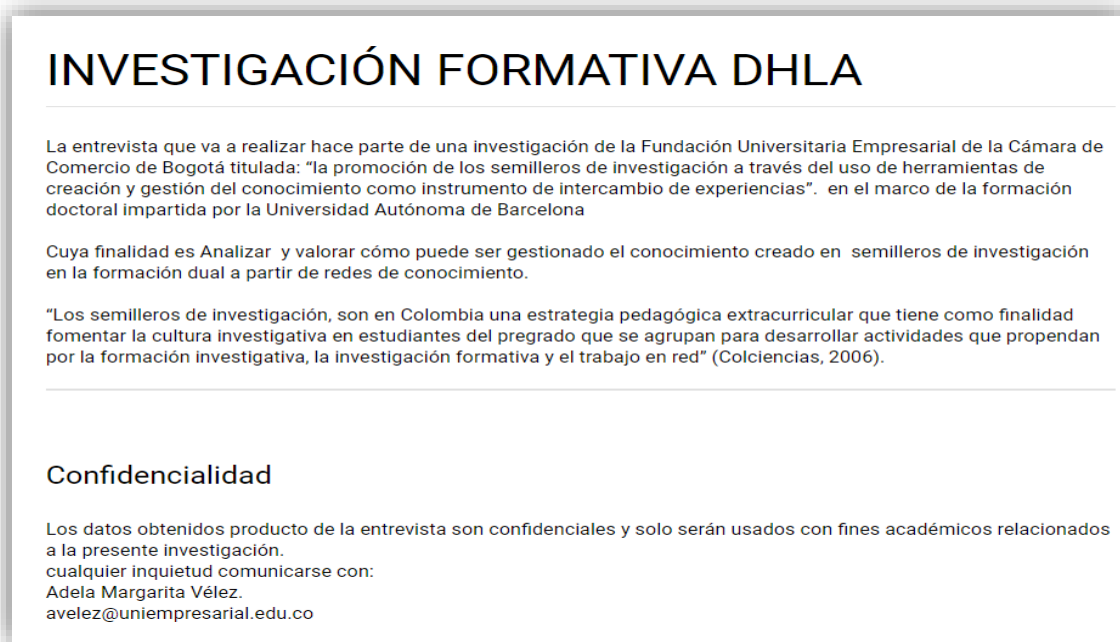 INVESTIGACIÓN FORMATIVA DHLA
La entrevista que va a realizar hace parte de una investigación de la Fundación Universitaria Empresarial de la Cámara de
Comercio de Bogotá titulada: “la promoción de los semilleros de investigación a través del uso de herramientas de
creación y gestión del conocimiento como instrumento de intercambio de experiencias”.  en el marco de la formación
doctoral impartida por la Universidad Autónoma de Barcelona
Cuya finalidad es Analizar  y valorar cómo puede ser gestionado el conocimiento creado en  semilleros de investigación
en la formación dual a partir de redes de conocimiento.
“Los semilleros de investigación, son en Colombia una estrategia pedagógica extracurricular que tiene como finalidad
fomentar la cultura investigativa en estudiantes del pregrado que se agrupan para desarrollar actividades que propendan
por la formación investigativa, la investigación formativa y el trabajo en red” (Colciencias, 2006).
Confidencialidad
Los datos obtenidos producto de la entrevista son confidenciales y solo serán usados con fines académicos relacionados
a la presente investigación.
cualquier inquietud comunicarse con:
Adela Margarita Vélez.
avelez@uniempresarial.edu.co